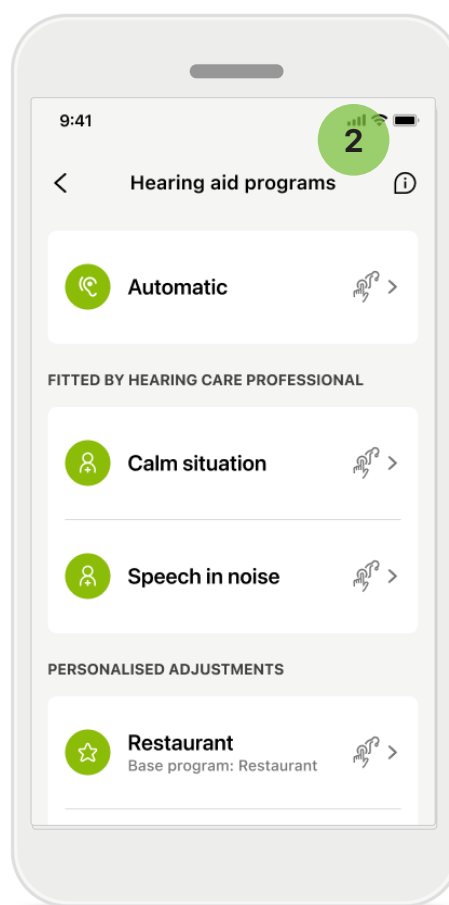 9:41
2
Hearing aid programs
Automatic
FITTED BY HEARING CARE PROFESSIONAL
Calm situation
Speech in noise
PERSONALISED ADJUSTMENTS
Restaurant
Base program: Restaurant